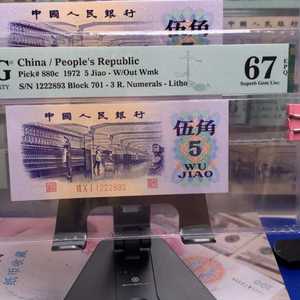 中国人民银行
G
China / People's Republic
Pick# 880c 1972 5 Jiao - W/Out Wmk
S/N 1222893 Block 701 - 3 R. Numerals - Litho
67
EPQ
Superb Gem Unc
中国人民银行
伍角
5
WU
JIAO
1222893